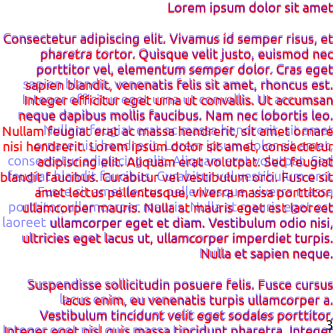 Lorem ipsum dolor sit amet
Consectetur adipiscing elit. Vivamus id semper risus, et
pharetra tortor. Quisque velit justo, euismod nec
porttitor vel, elementum semper dolor. Cras eget
sapien blandit, venenatis felis sit amet, rhoncus est.
Integer efficitur eget urna ut convallis. Ut accumsan
neque dapibus mollis faucibus. Nam nec lobortis leo.
Nullam feugiat erat ac massa hendrerit, sit amet ornare
nisi hendrerit. Lorem ipsum dolor sit amet, consectetur
adipiscing elit. Aliquam erat volutpat. Sed feugiat
blandit faucibus. Curabitur vel vestibulum orci. Fusce sit
amet lectus pellentesque, viverra massa porttitor,
ullamcorper mauris. Nulla at mauris eget est laoreet
laoreet ullamcorper eget et diam. Vestibulum odio nisi,
ultricies eget lacus ut, ullamcorper imperdiet turpis.
Nulla et sapien neque.
Suspendisse sollicitudin posuere felis. Fusce cursus
lacus enim, eu venenatis turpis ullamcorper a.
Vestibulum tincidunt velit eget sodales porttitor.
Integer eget nisl quis massa tincidunt pharetra. Integer